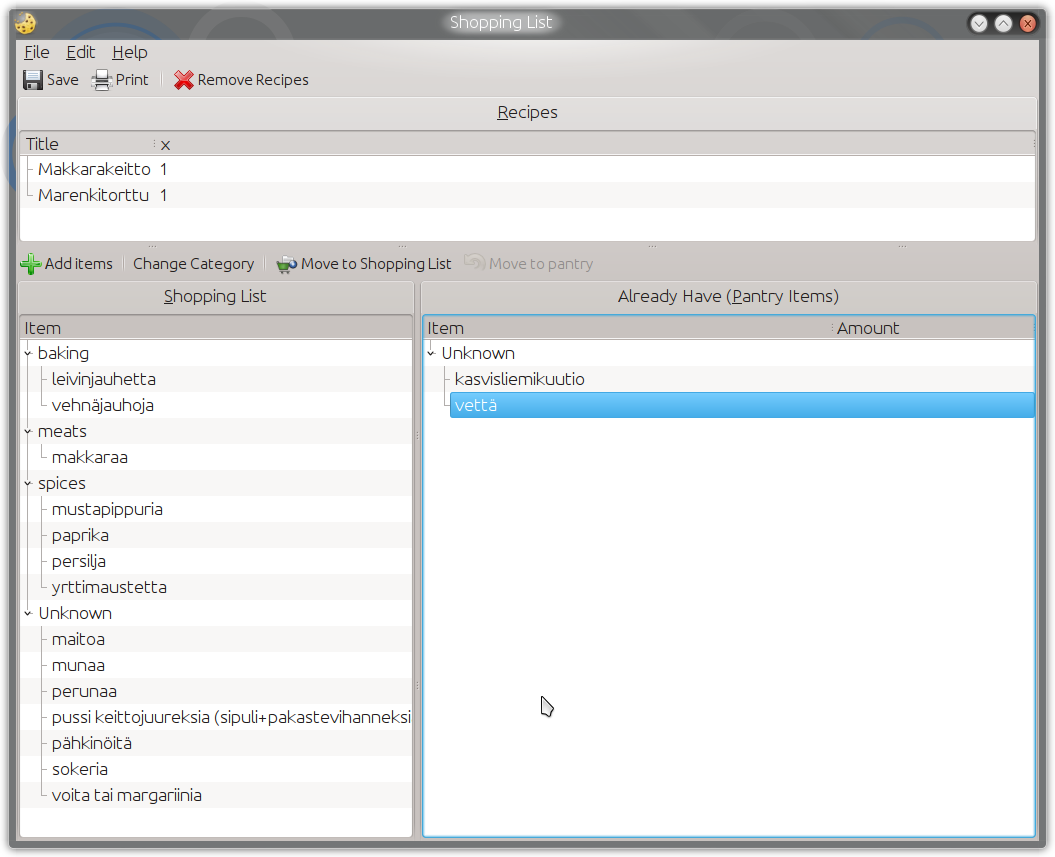 Shopping List
File Edit Help
Save Print Remove Recipes
Recipes
Title x
Makkarakeitto 1
Marenkitorttu 1
Add items Change Category Move to Shopping List Move to pantry
Shopping List
Item
baking
leivinjauhetta
vehnäjauhoja
meats
makkaraa
spices
mustapippuria
paprika
persilja
yrttimaustetta
Unknown
maitoa
munaa
perunaa
pussi keittojuureksia (sipuli+pakastevihanneksi
pähkinöitä
sokeria
voita tai margariinia
Already Have (Pantry Items)
Item Amount
Unknown
kasvisliemikuutio
vettä